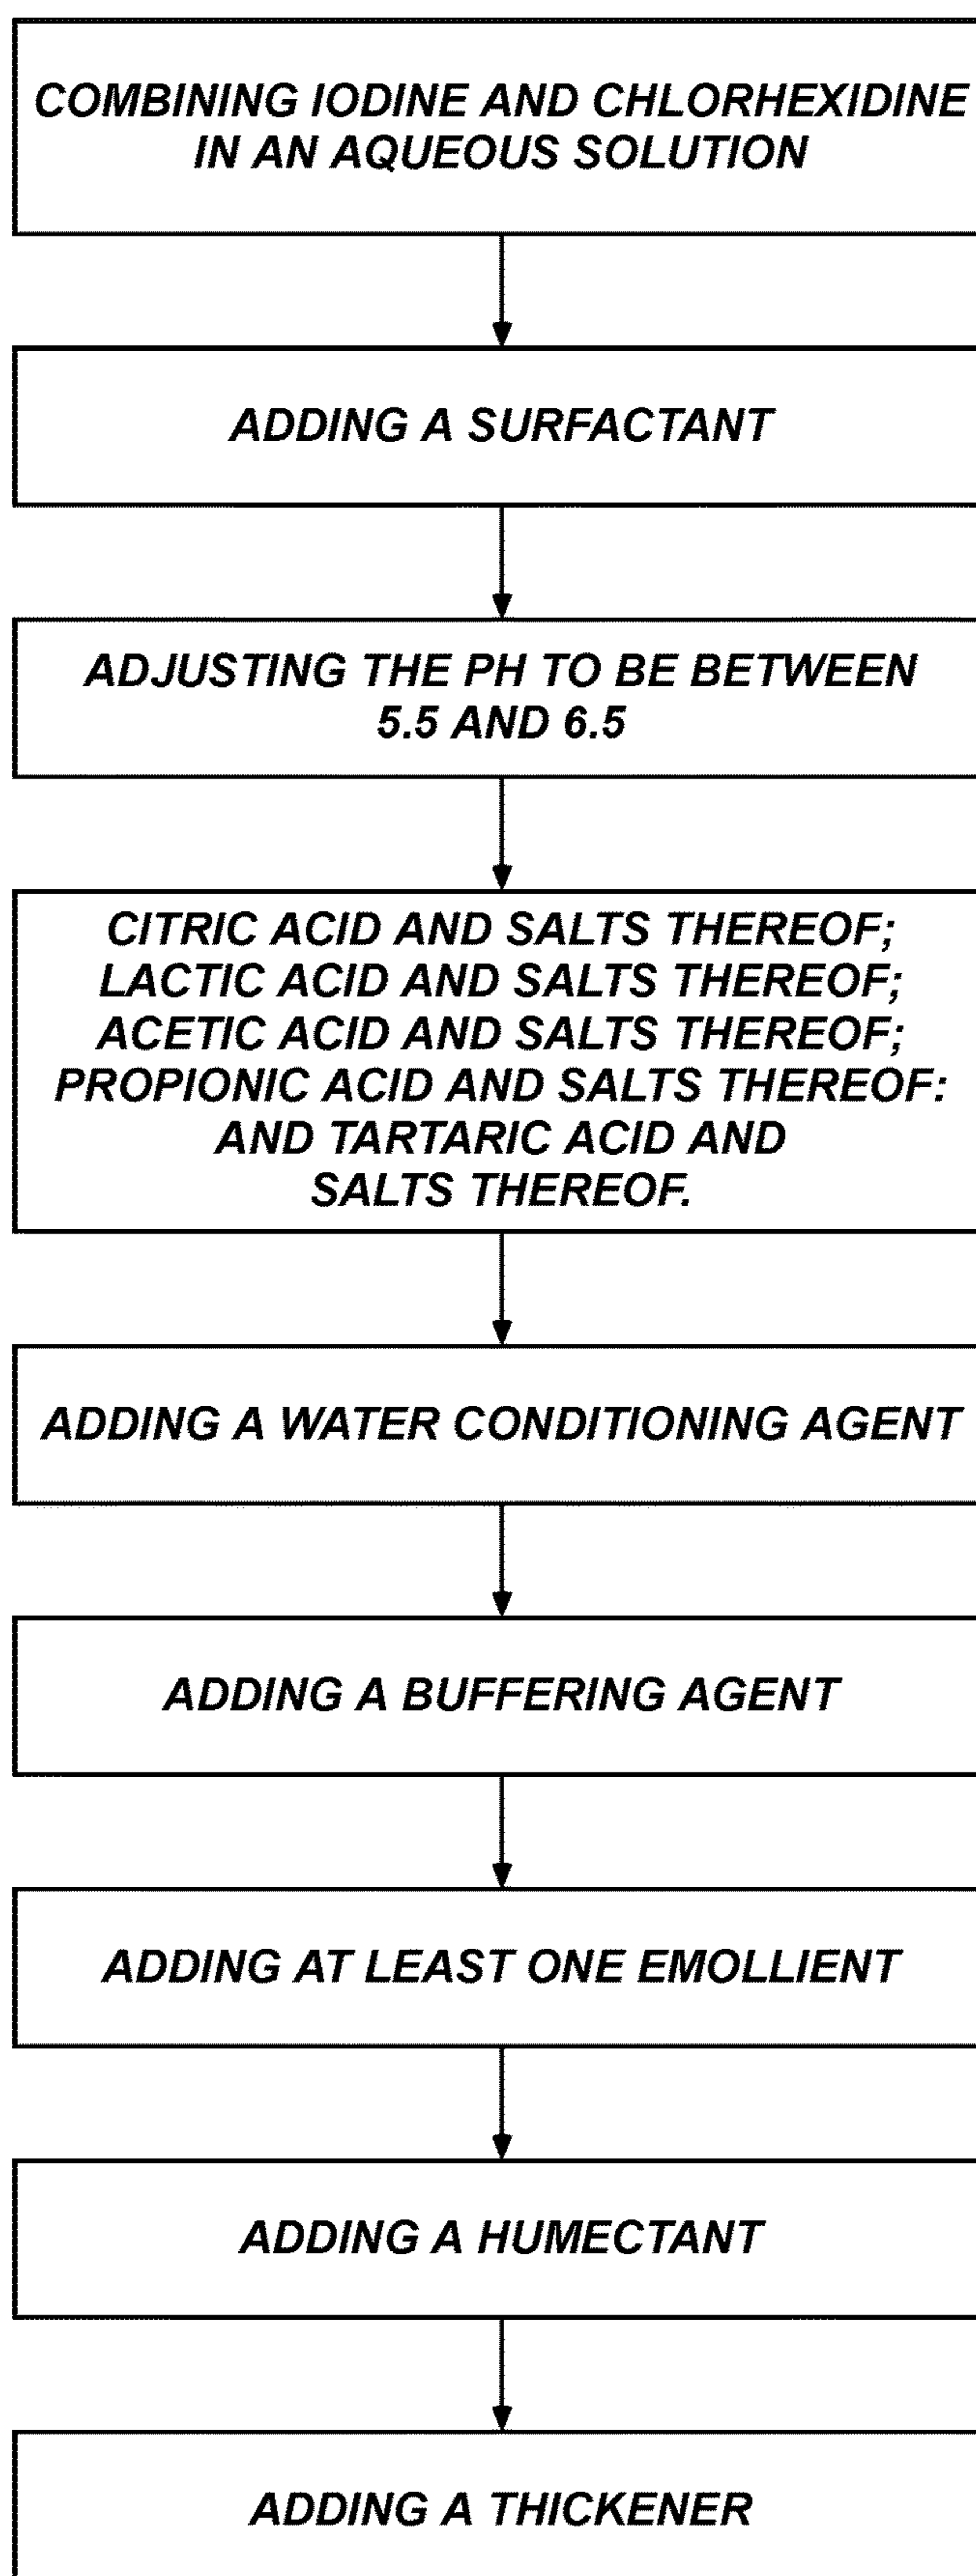 COMBINING IODINE AND CHLORHEXIDINE
IN AN AQUEOUS SOLUTION
ADDING A SURFACTANT
ADJUSTING THE PH TO BE BETWEEN
5.5 AND 6.5
CITRIC ACID AND SALTS THEREOF;
LACTIC ACID AND SALTS THEREOF;
ACETIC ACID AND SALTS THEREOF;
PROPIONIC ACID AND SALTS THEREOF:
AND TARTARIC ACID AND
SALTS THEREOF.
ADDING A WATER CONDITIONING AGENT
ADDING A BUFFERING AGENT
ADDING AT LEAST ONE EMOLLIENT
ADDING A HUMECTANT
ADDING A THICKENER